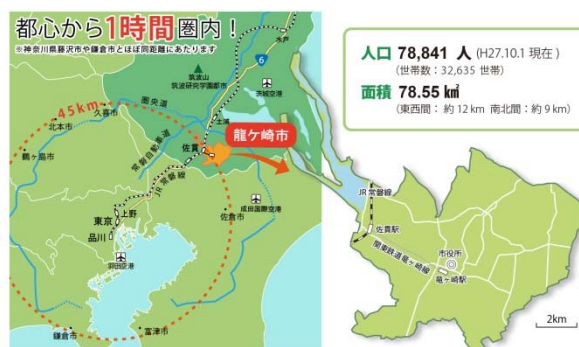 都心から1時間圏内！
※神奈川県藤沢市や鎌倉市とほぼ同距離にあたります
水戸
6
筑波山
筑波研究学園都市
茨城空港
45km
久喜市
圏央道
北本市
土浦
常磐自動車道
佐貫
龍ケ崎市
鶴ヶ島市
JR常磐線
上野
東京
品川
佐倉市
成田国際空港
羽田空港
鎌倉市
富津市
人口 78,841 人 (H27.10.1 現在)
(世帯数：32,635 世帯)
面積 78.55 ㎢
(東西間：約 12 km 南北間：約 9 km)
JR 常磐線
佐貫駅
関東鉄道竜ヶ崎線
市役所
竜ヶ崎駅
2km